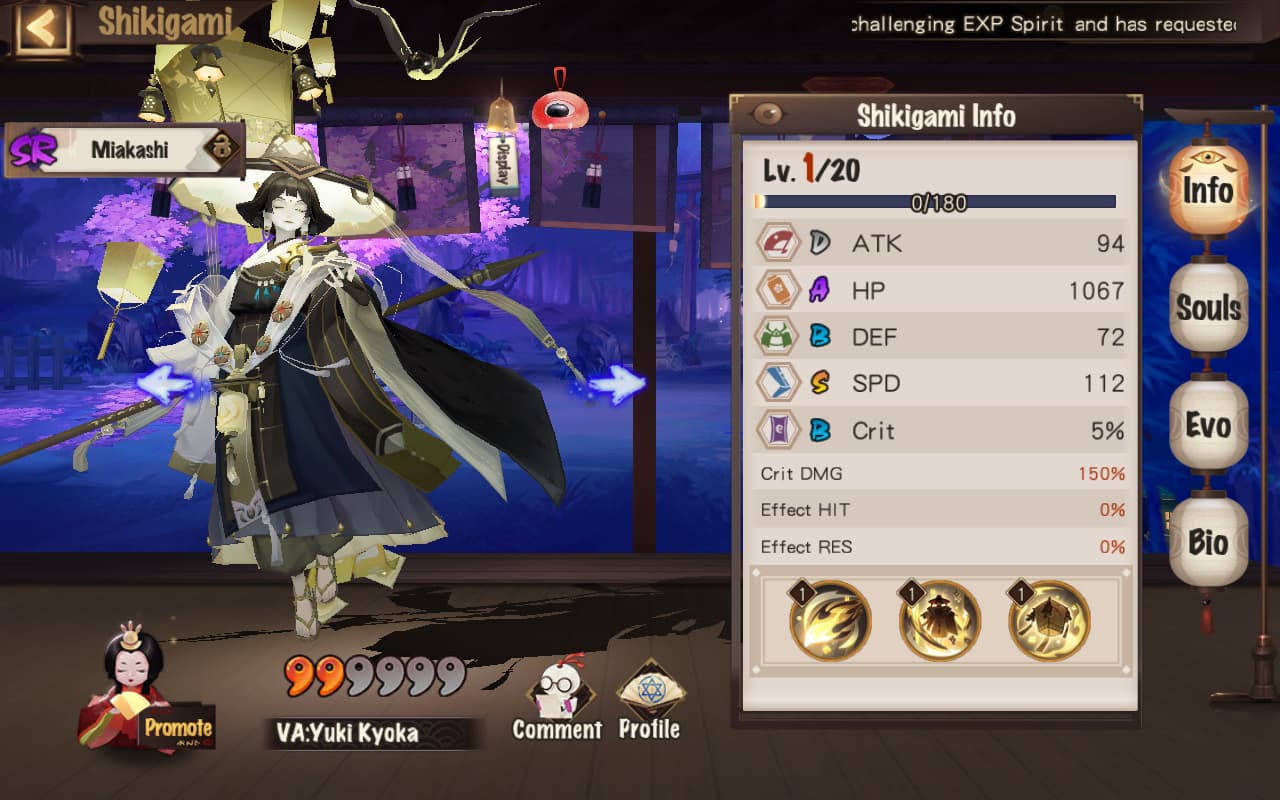 Shikigami
challenging EXP Spirit and has requested
SR Miakashi
Display
Shikigami Info
Lv. 1/20
0/180
D ATK 94
A HP 1067
B DEF 72
S SPD 112
B Crit 5%
Crit DMG 150%
Effect HIT 0%
Effect RES 0%
1 1 1
Info
Souls
Evo
Bio
Promote
VA:Yuki Kyoka
Comment
Profile